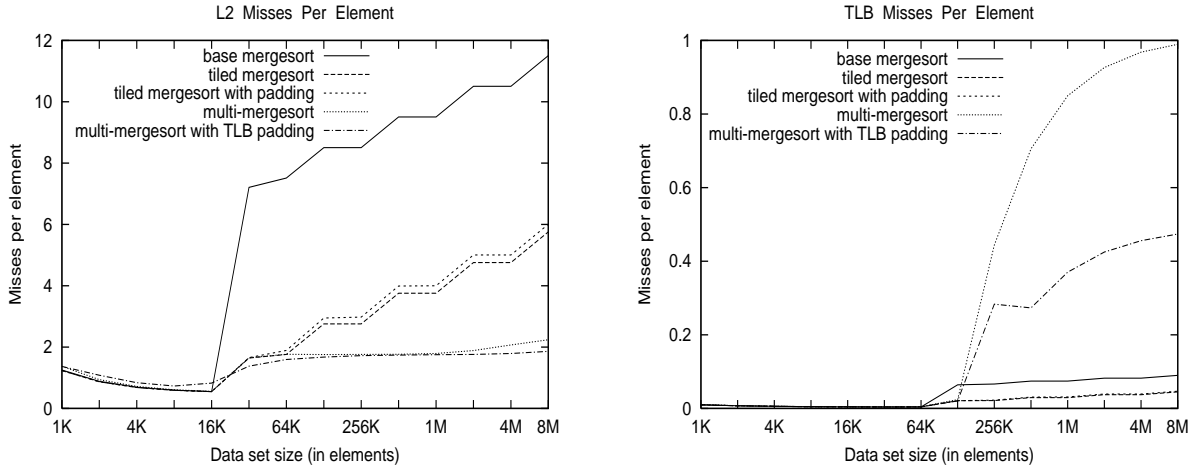 L2 Misses Per Element
12
10
8
6
4
2
0
Misses per element
base mergesort
tiled mergesort
tiled mergesort with padding
multi-mergesort
multi-mergesort with TLB padding
1K 4K 16K 64K 256K 1M 4M 8M
Data set size (in elements)
TLB Misses Per Element
1
0.8
0.6
0.4
0.2
0
Misses per element
base mergesort
tiled mergesort
tiled mergesort with padding
multi-mergesort
multi-mergesort with TLB padding
1K 4K 16K 64K 256K 1M 4M 8M
Data set size (in elements)